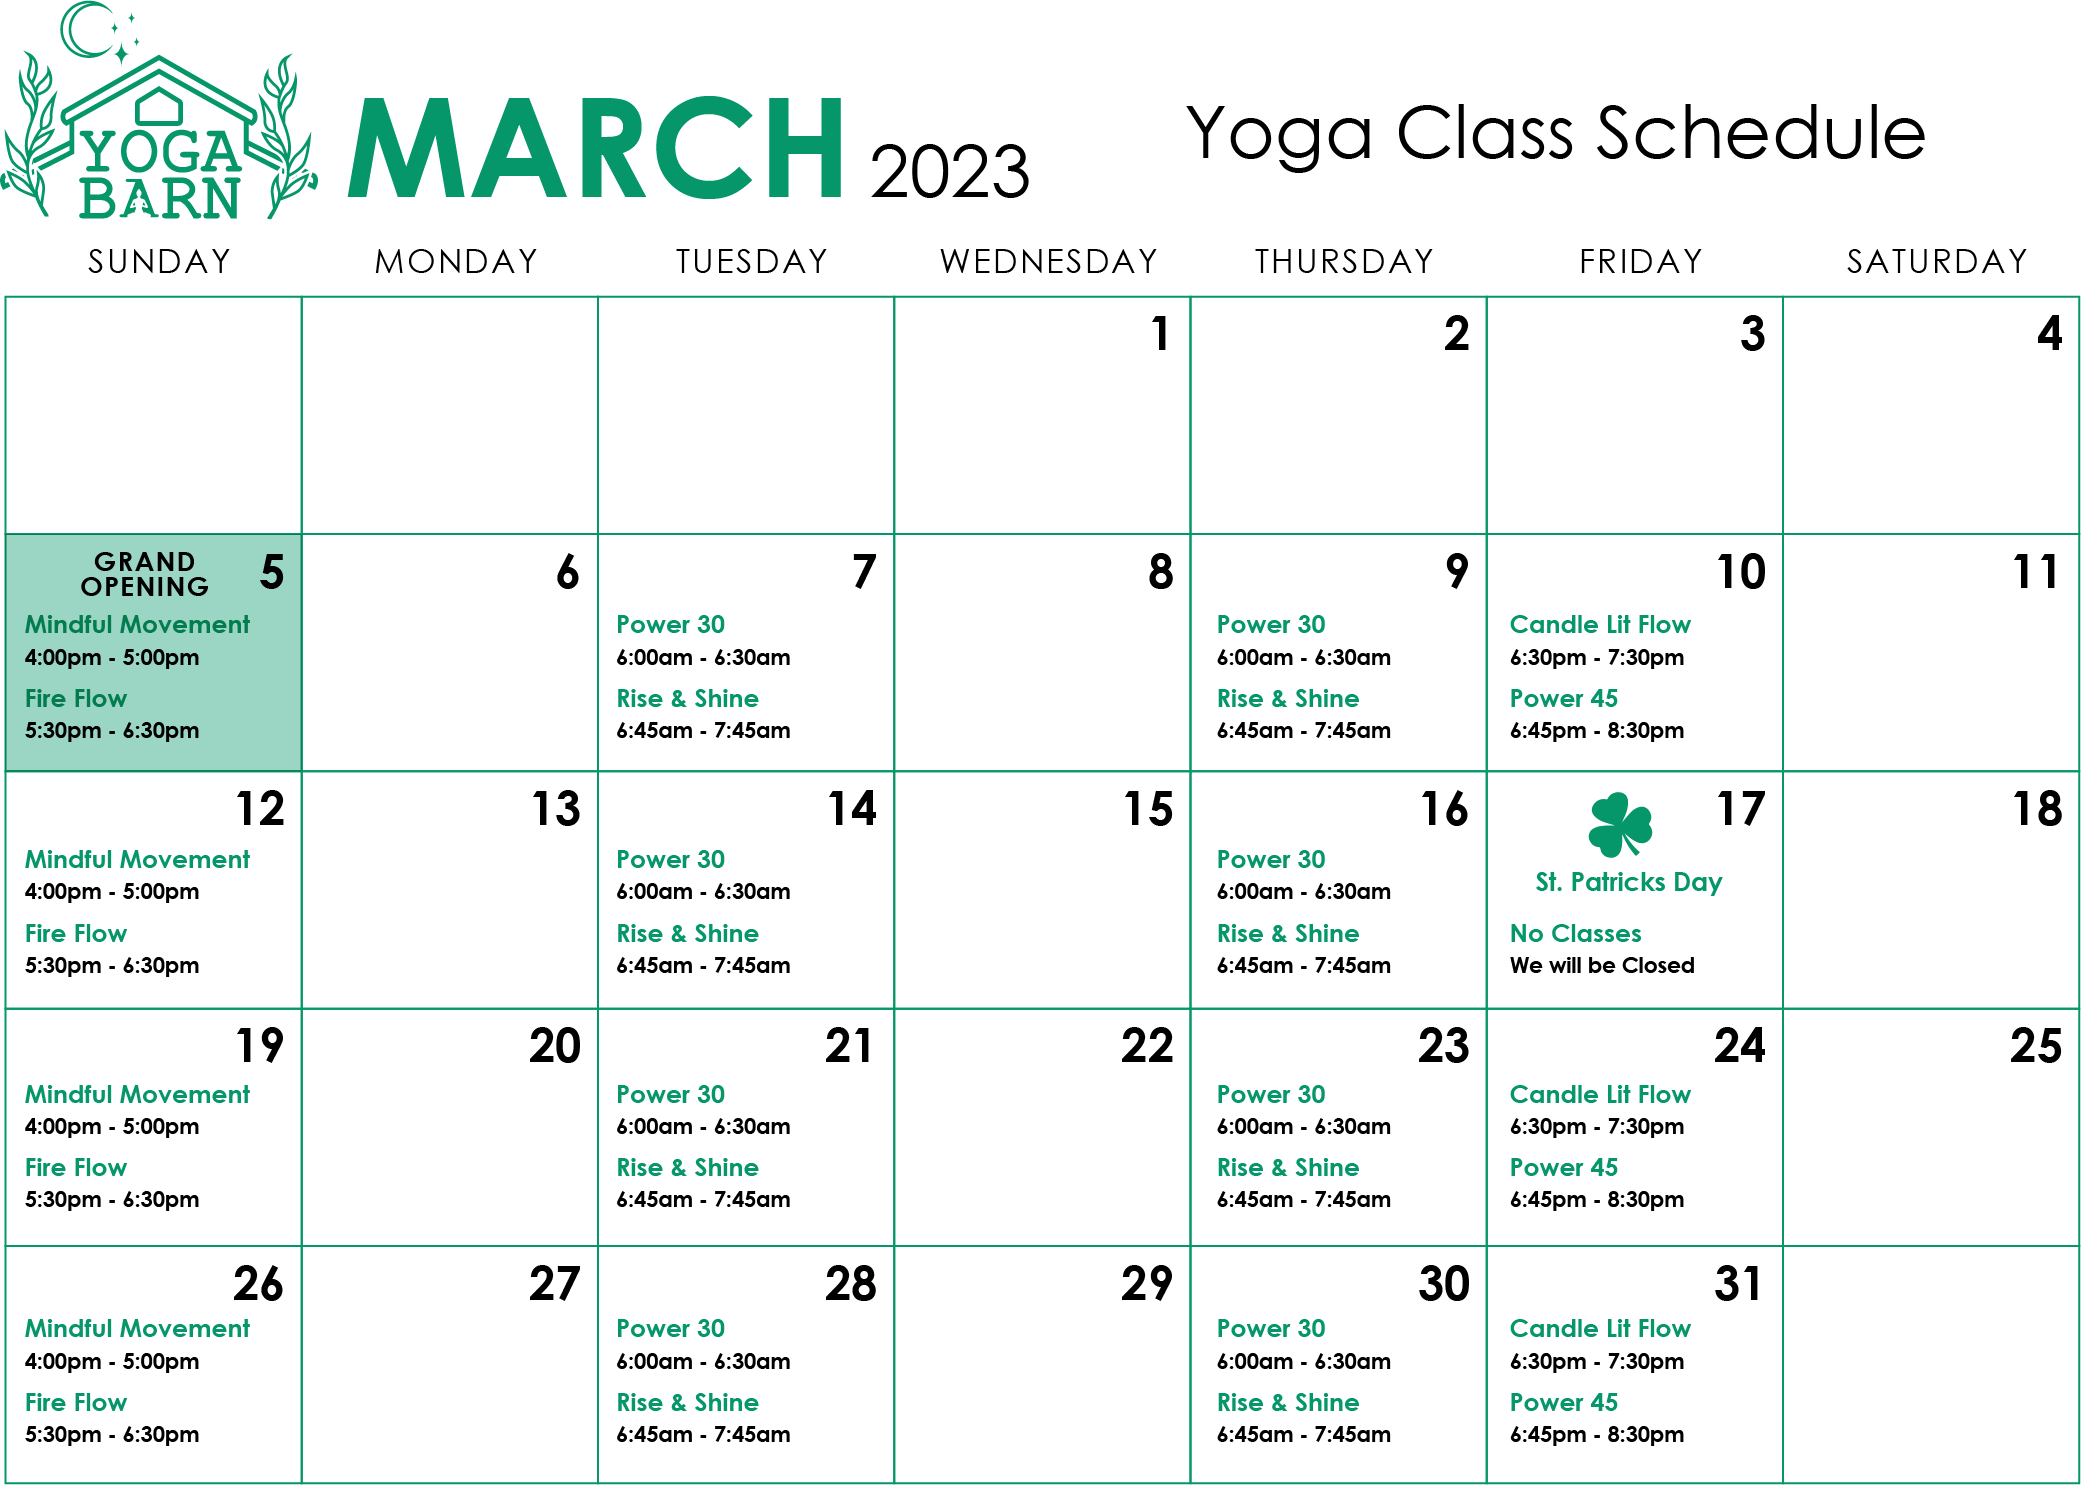 YOGA
BARN
MARCH 2023
Yoga Class Schedule
SUNDAY MONDAY TUESDAY WEDNESDAY THURSDAY FRIDAY SATURDAY
1 2 3 4
GRAND
OPENING
5
Mindful Movement
4:00pm - 5:00pm
Fire Flow
5:30pm - 6:30pm
6
7
Power 30
6:00am - 6:30am
Rise & Shine
6:45am - 7:45am
8
9
Power 30
6:00am - 6:30am
Rise & Shine
6:45am - 7:45am
10
Candle Lit Flow
6:30pm - 7:30pm
Power 45
6:45pm - 8:30pm
11
12
Mindful Movement
4:00pm - 5:00pm
Fire Flow
5:30pm - 6:30pm
13
14
Power 30
6:00am - 6:30am
Rise & Shine
6:45am - 7:45am
15
16
Power 30
6:00am - 6:30am
Rise & Shine
6:45am - 7:45am
17
St. Patricks Day
No Classes
We will be Closed
18
19
Mindful Movement
4:00pm - 5:00pm
Fire Flow
5:30pm - 6:30pm
20
21
Power 30
6:00am - 6:30am
Rise & Shine
6:45am - 7:45am
22
23
Power 30
6:00am - 6:30am
Rise & Shine
6:45am - 7:45am
24
Candle Lit Flow
6:30pm - 7:30pm
Power 45
6:45pm - 8:30pm
25
26
Mindful Movement
4:00pm - 5:00pm
Fire Flow
5:30pm - 6:30pm
27
28
Power 30
6:00am - 6:30am
Rise & Shine
6:45am - 7:45am
29
30
Power 30
6:00am - 6:30am
Rise & Shine
6:45am - 7:45am
31
Candle Lit Flow
6:30pm - 7:30pm
Power 45
6:45pm - 8:30pm